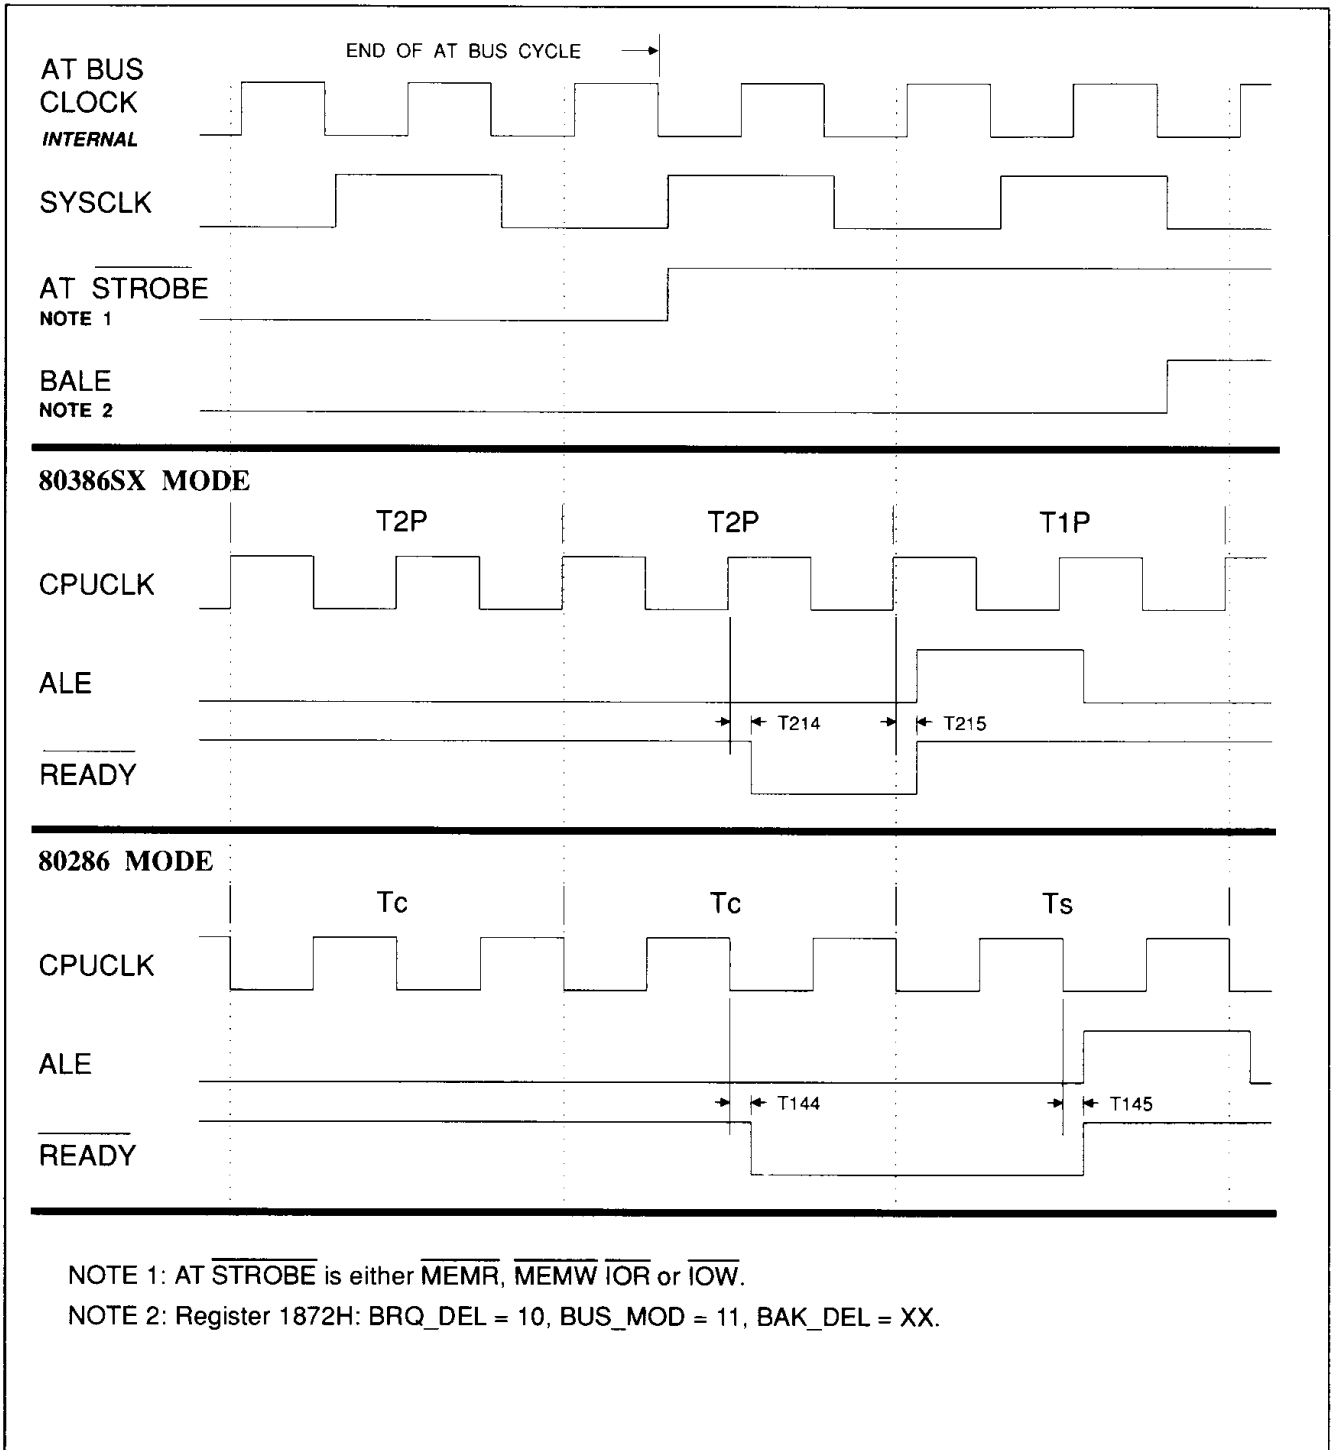 END OF AT BUS CYCLE
AT BUS
CLOCK
INTERNAL
SYSCLK
AT STROBE
NOTE 1
BALE
NOTE 2
80386SX MODE
T2P T2P T1P
CPUCLK
ALE
T214 T215
READY
80286 MODE
Tc Tc Ts
CPUCLK
ALE
T144 T145
READY
NOTE 1: AT STROBE is either MEMR, MEMW IOR or IOW.
NOTE 2: Register 1872H: BRQ_DEL = 10, BUS_MOD = 11, BAK_DEL = XX.